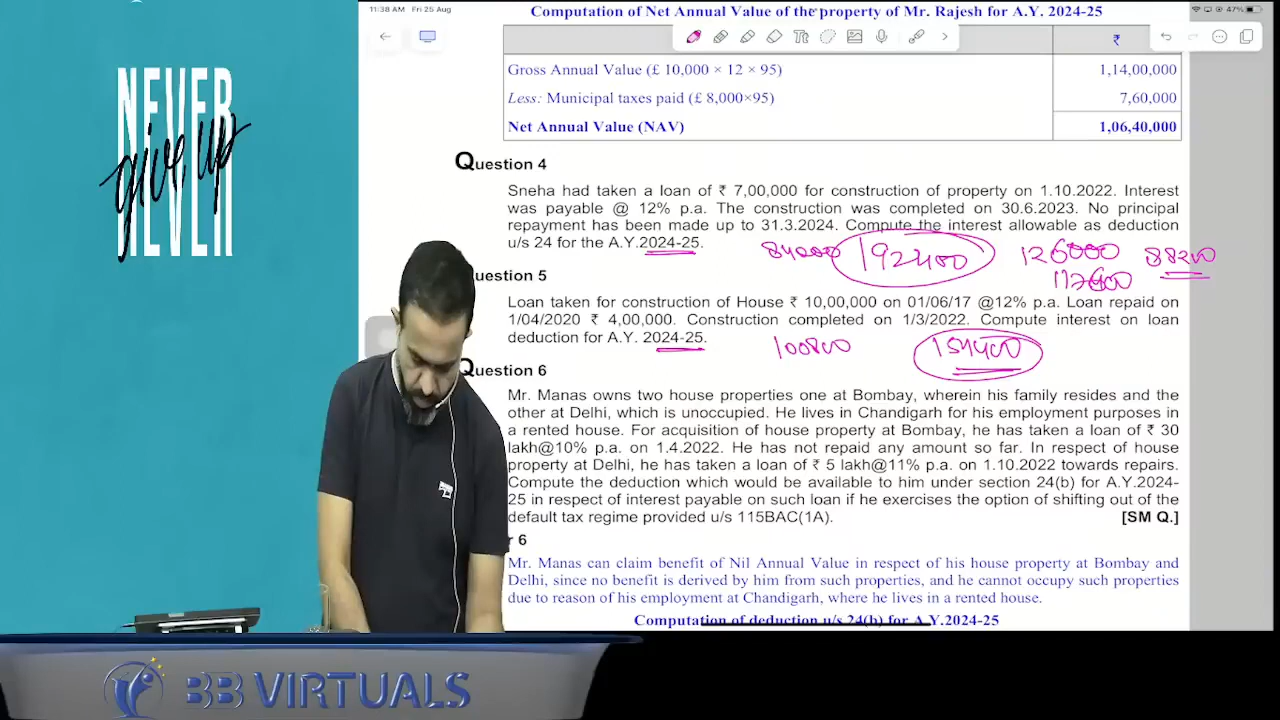 11:38 AM Fri 25 Aug
47%
Computation of Net Annual Value of the property of Mr. Rajesh for A.Y. 2024-25
₹
Gross Annual Value (£ 10,000 × 12 × 95) 1,14,00,000
Less: Municipal taxes paid (£ 8,000×95) 7,60,000
Net Annual Value (NAV) 1,06,40,000
NEVER
give up
NEVER
Question 4
Sneha had taken a loan of ₹ 7,00,000 for construction of property on 1.10.2022. Interest
was payable @ 12% p.a. The construction was completed on 30.6.2023. No principal
repayment has been made up to 31.3.2024. Compute the interest allowable as deduction
u/s 24 for the A.Y.2024-25.
84000 192400 126000 88200
Question 5
Loan taken for construction of House ₹ 10,00,000 on 01/06/17 @12% p.a. Loan repaid on
1/04/2020 ₹ 4,00,000. Construction completed on 1/3/2022. Compute interest on loan
deduction for A.Y. 2024-25.
100800 154400
Question 6
Mr. Manas owns two house properties one at Bombay, wherein his family resides and the
other at Delhi, which is unoccupied. He lives in Chandigarh for his employment purposes in
a rented house. For acquisition of house property at Bombay, he has taken a loan of ₹ 30
lakh@10% p.a. on 1.4.2022. He has not repaid any amount so far. In respect of house
property at Delhi, he has taken a loan of ₹ 5 lakh@11% p.a. on 1.10.2022 towards repairs.
Compute the deduction which would be available to him under section 24(b) for A.Y.2024-
25 in respect of interest payable on such loan if he exercises the option of shifting out of the
default tax regime provided u/s 115BAC(1A).
[SM Q.]
r 6
Mr. Manas can claim benefit of Nil Annual Value in respect of his house property at Bombay and
Delhi, since no benefit is derived by him from such properties, and he cannot occupy such properties
due to reason of his employment at Chandigarh, where he lives in a rented house.
Computation of deduction u/s 24(b) for A.Y.2024-25
BB VIRTUALS